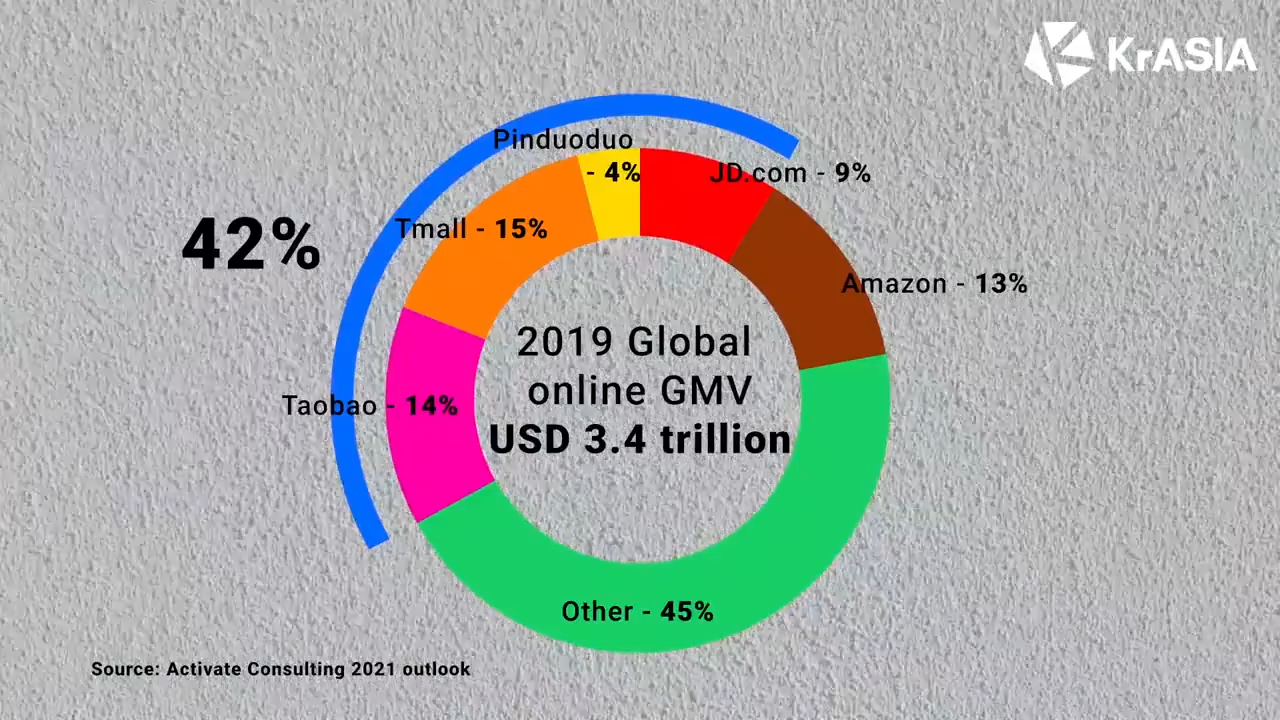 KrASIA
Pinduoduo
- 4%
JD.com - 9%
42%
Tmall - 15%
Amazon - 13%
2019 Global
online GMV
USD 3.4 trillion
Taobao - 14%
Other - 45%
Source: Activate Consulting 2021 outlook